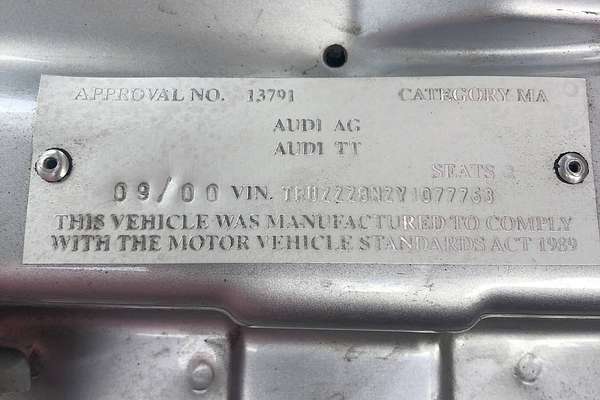 APPROVAL NO. 13791 CATEGORY MA
AUDI AG
AUDI TT
SEATS
09/00 VIN. TRUZZZ8NZY1077763
THIS VEHICLE WAS MANUFACTURED TO COMPLY
WITH THE MOTOR VEHICLE STANDARDS ACT 1989